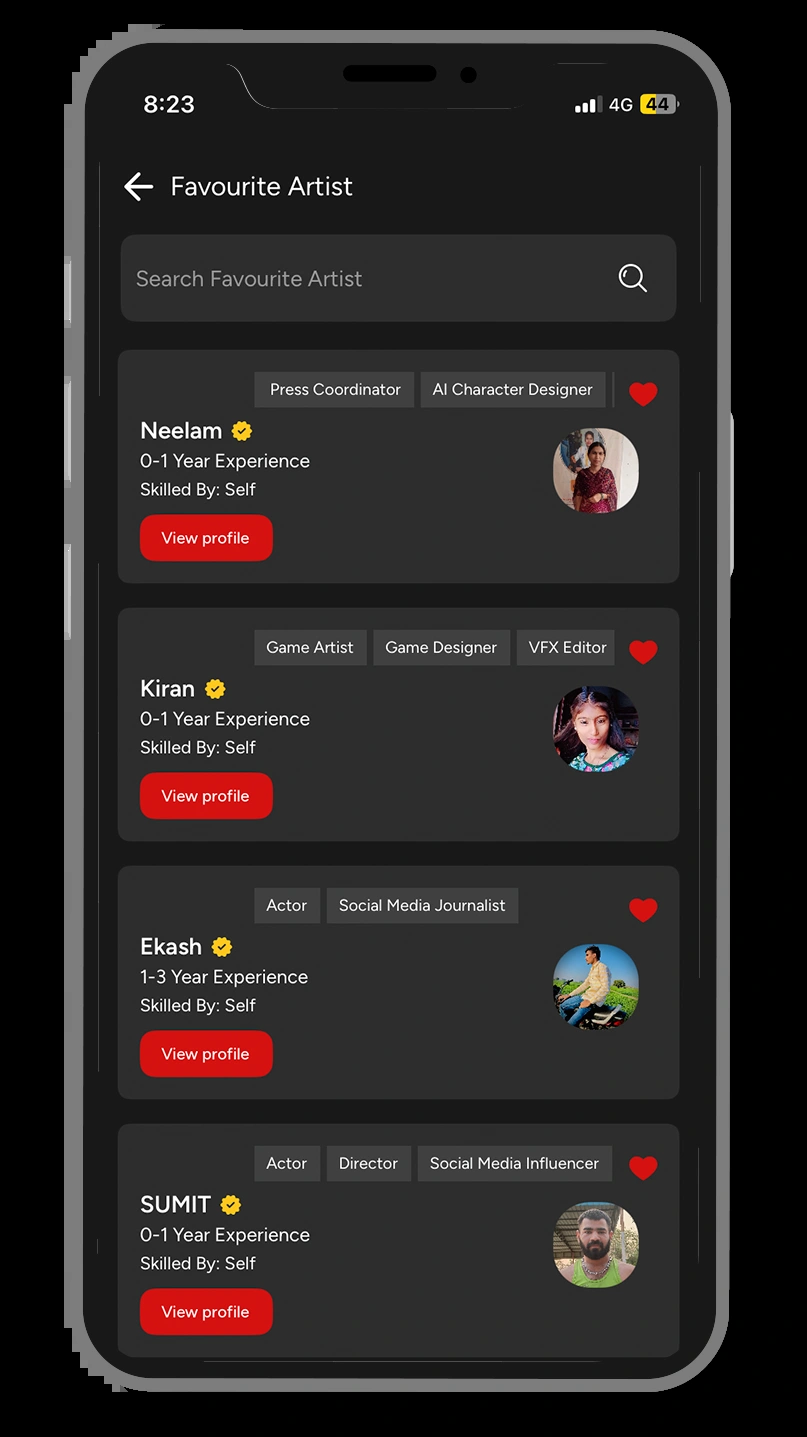 8:23 4G 44
Favourite Artist
Search Favourite Artist
Press Coordinator AI Character Designer
Neelam
0-1 Year Experience
Skilled By: Self
View profile
Game Artist Game Designer VFX Editor
Kiran
0-1 Year Experience
Skilled By: Self
View profile
Actor Social Media Journalist
Ekash
1-3 Year Experience
Skilled By: Self
View profile
Actor Director Social Media Influencer
SUMIT
0-1 Year Experience
Skilled By: Self
View profile